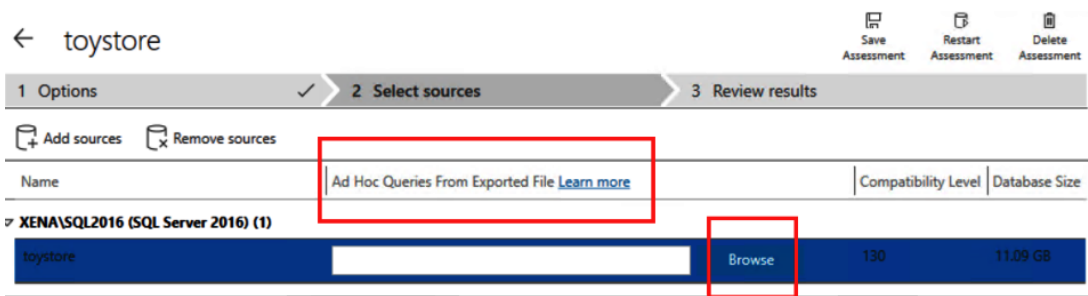 toystore
Save Assessment
Restart Assessment
Delete Assessment
1 Options
2 Select sources
3 Review results
Add sources
Remove sources
Name
Ad Hoc Queries From Exported File Learn more
Compatibility Level
Database Size
XENA\SQL2016 (SQL Server 2016) (1)
toystore
Browse
130
11.09 GB